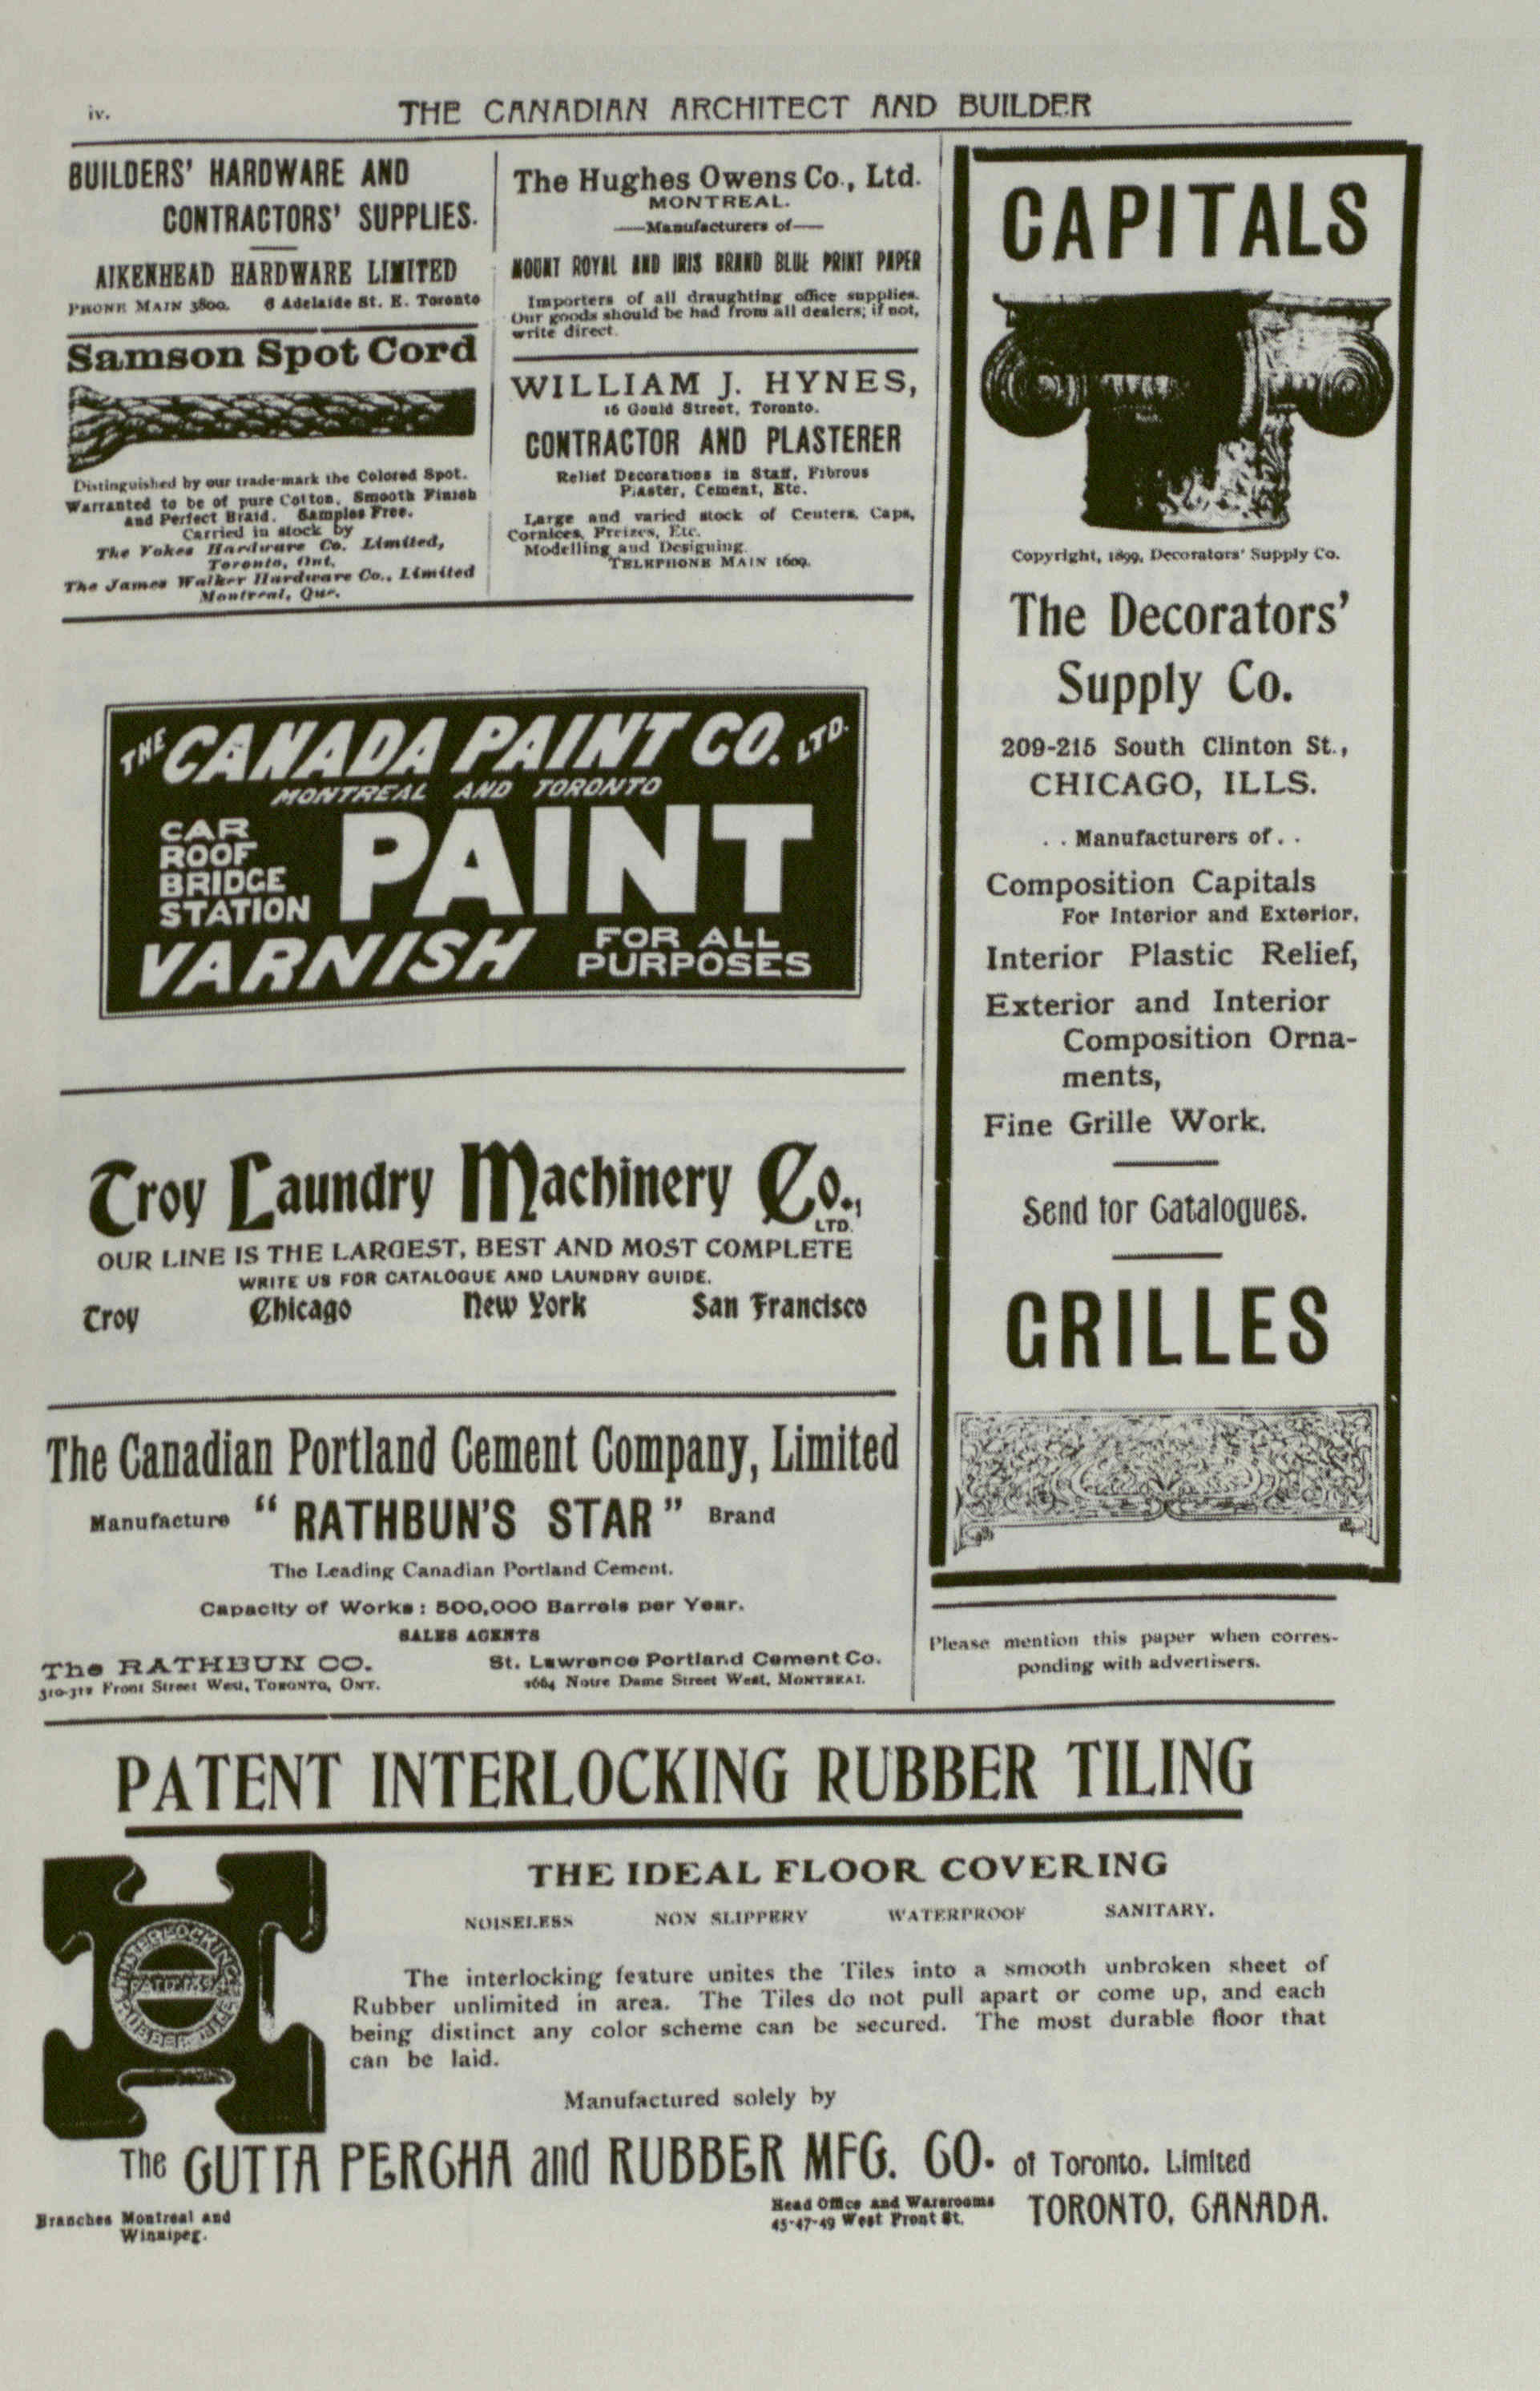 iv.
THE CANADIAN ARCHITECT AND BUILDER
BUILDERS' HARDWARE AND
CONTRACTORS' SUPPLIES.
AIKENHEAD HARDWARE LIMITED
PHONE MAIN 3800. 6 Adelaide St. E. Toronto
Samson Spot Cord
Distinguished by our trade-mark the Colored Spot.
Warranted to be of pure Cotton, Smooth Finish
and Perfect Braid. Samples Free.
Carried in stock by
The Vokes Hardware Co. Limited,
Toronto, Ont.
The James Walker Hardware Co., Limited
Montreal, Que.
The Hughes Owens Co., Ltd.
MONTREAL.
—Manufacturers of—
MOUNT ROYAL AND IRIS BRAND BLUE PRINT PAPER
Importers of all draughting office supplies.
Our goods should be had from all dealers; if not,
write direct.
WILLIAM J. HYNES,
16 Gould Street, Toronto.
CONTRACTOR AND PLASTERER
Relief Decorations in Staff, Fibrous
Plaster, Cement, Etc.
Large and varied stock of Centers, Caps,
Cornices, Freizes, Etc.
Modelling and Designing.
TELEPHONE MAIN 1609.
THE CANADA PAINT CO. LTD.
MONTREAL AND TORONTO
CAR
ROOF
BRIDGE
STATION
PAINT
VARNISH FOR ALL
PURPOSES
Troy Laundry Machinery Co.,
LTD.
OUR LINE IS THE LARGEST, BEST AND MOST COMPLETE
WRITE US FOR CATALOGUE AND LAUNDRY GUIDE.
Troy Chicago New York San Francisco
The Canadian Portland Cement Company, Limited
Manufacture "RATHBUN'S STAR" Brand
The Leading Canadian Portland Cement.
Capacity of Works: 500,000 Barrels per Year.
SALES AGENTS
The RATHBUN CO.
310-312 Front Street West, TORONTO, ONT.
St. Lawrence Portland Cement Co.
1664 Notre Dame Street West, MONTREAL.
CAPITALS
Copyright, 1899, Decorators' Supply Co.
The Decorators'
Supply Co.
209-215 South Clinton St.,
CHICAGO, ILLS.
. . Manufacturers of . .
Composition Capitals
For Interior and Exterior,
Interior Plastic Relief,
Exterior and Interior
Composition Orna-
ments,
Fine Grille Work.
Send for Catalogues.
GRILLES
Please mention this paper when corres-
ponding with advertisers.
PATENT INTERLOCKING RUBBER TILING
THE IDEAL FLOOR COVERING
NOISELESS NON SLIPPERY WATERPROOF SANITARY.
INTERLOCKING
RUBBER TILING
The interlocking feature unites the Tiles into a smooth unbroken sheet of
Rubber unlimited in area. The Tiles do not pull apart or come up, and each
being distinct any color scheme can be secured. The most durable floor that
can be laid.
Manufactured solely by
The GUTTA PERCHA and RUBBER MFG. CO. of Toronto. Limited
Branches Montreal and
Winnipeg.
Head Office and Warerooms
45-47-49 West Front St.
TORONTO, CANADA.